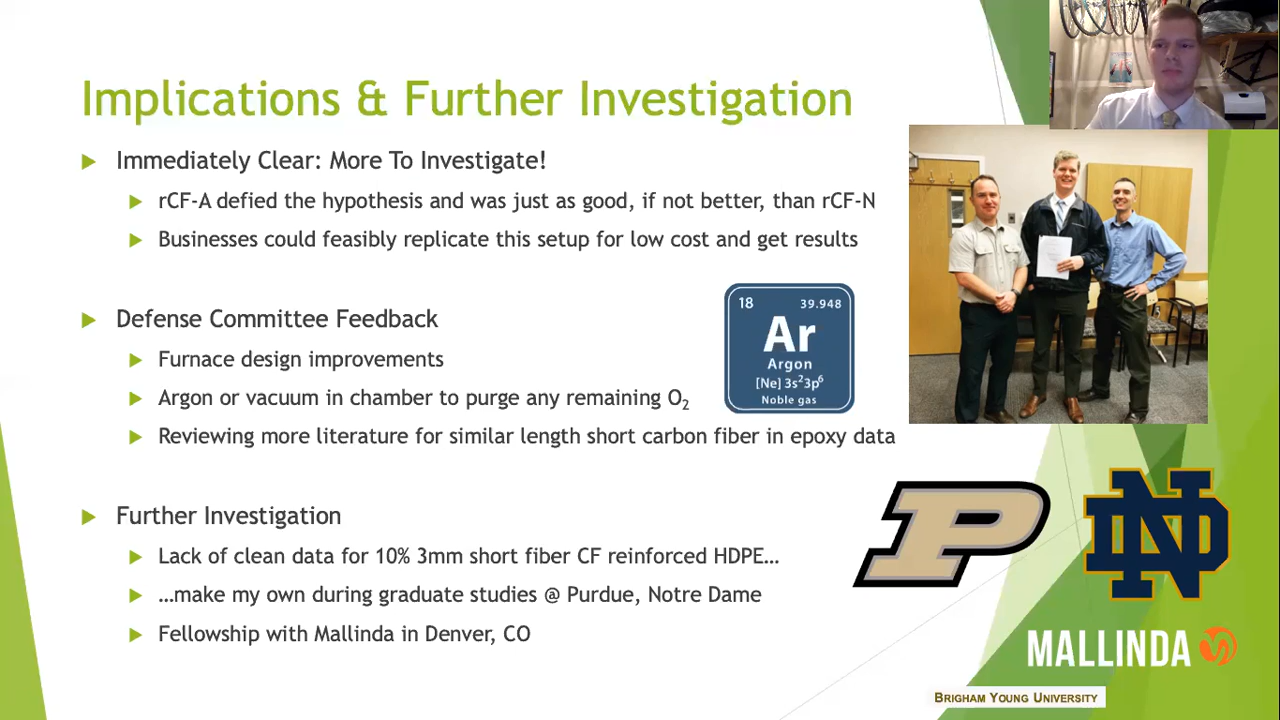 Implications & Further Investigation
Immediately Clear: More To Investigate!
rCF-A defied the hypothesis and was just as good, if not better, than rCF-N
Businesses could feasibly replicate this setup for low cost and get results
Defense Committee Feedback
Furnace design improvements
Argon or vacuum in chamber to purge any remaining O₂
Reviewing more literature for similar length short carbon fiber in epoxy data
18 39.948
Ar
Argon
[Ne] 3s²3p⁶
Noble gas
Further Investigation
Lack of clean data for 10% 3mm short fiber CF reinforced HDPE…
…make my own during graduate studies @ Purdue, Notre Dame
Fellowship with Mallinda in Denver, CO
P
ND
MALLINDA
BRIGHAM YOUNG UNIVERSITY